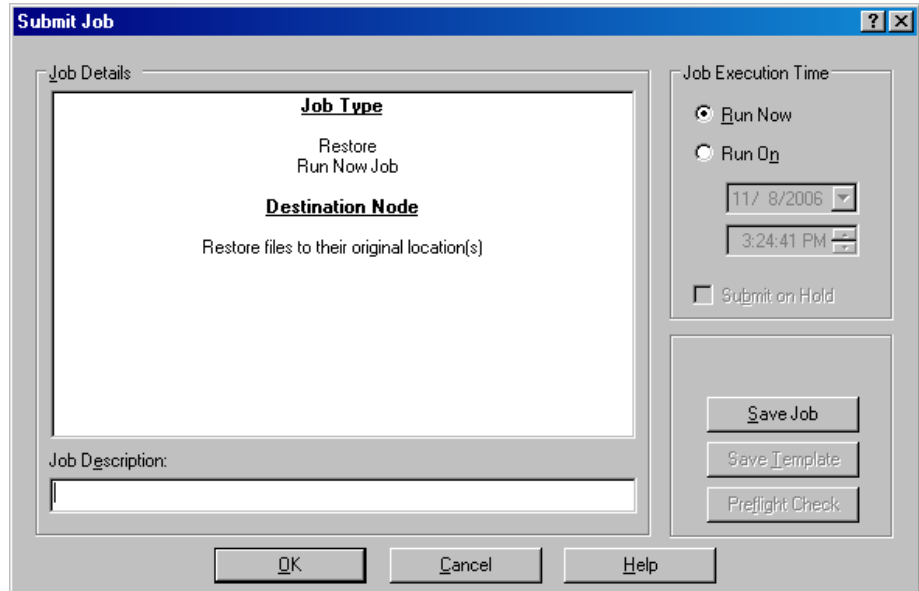 Submit Job
Job Details
Job Type
Restore
Run Now Job
Destination Node
Restore files to their original location(s)
Job Description:
Job Execution Time
Run Now
Run On
11/ 8/2006
3:24:41 PM
Submit on Hold
Save Job
Save Template
Preflight Check
OK
Cancel
Help